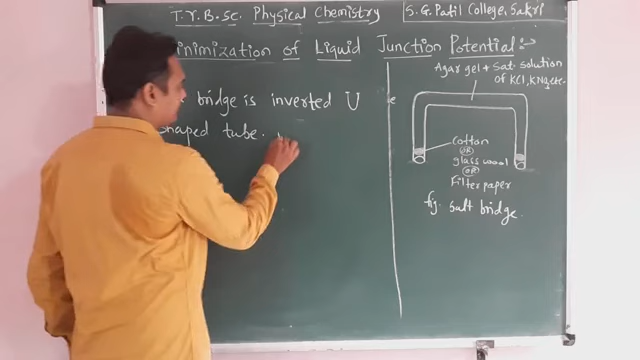 T.Y.B.Sc. Physical Chemistry
S.G.Patil College, Sakri
inimization of Liquid Junction Potential :->
bridge is inverted U
shaped tube.
Agar gel + Sat. solution
of KCl, KNO3 etc.
Cotton
OR
glass wool
OR
Filter paper
fig. Salt bridge.